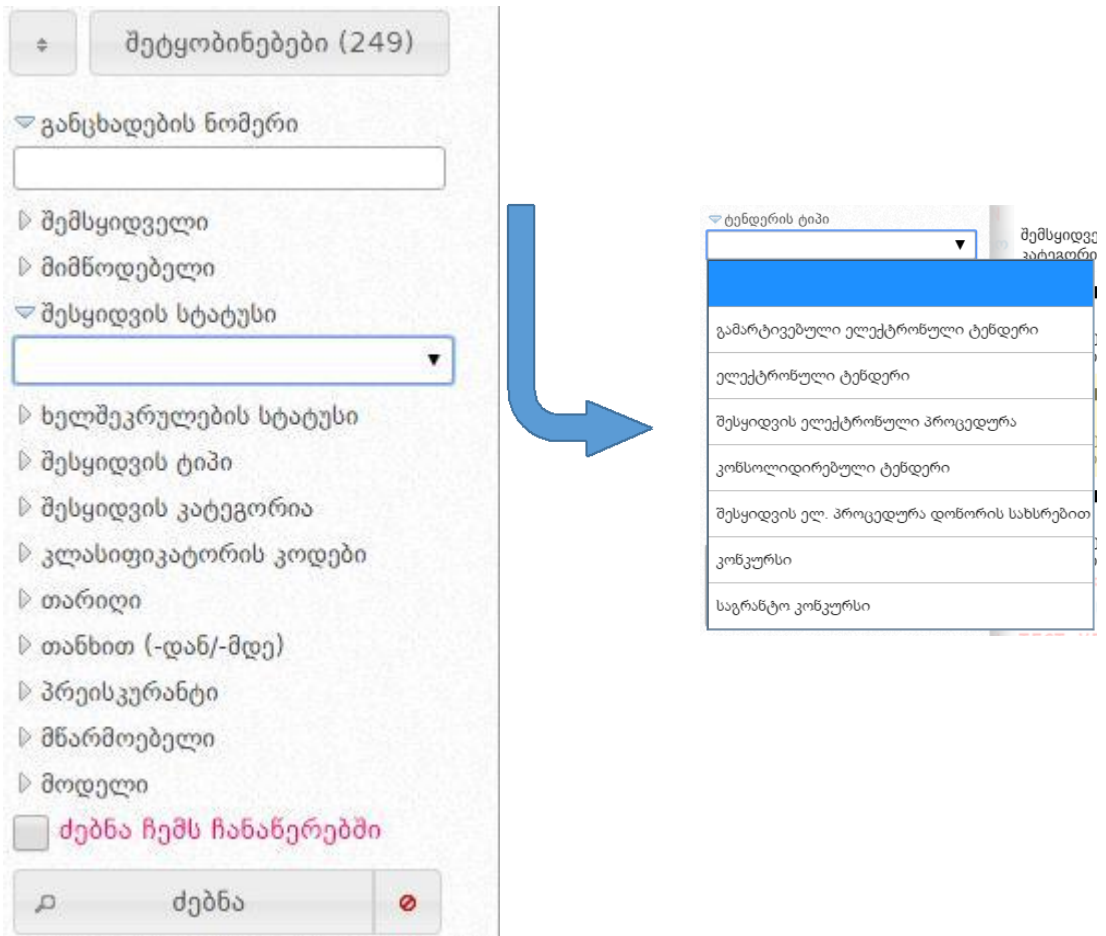 შეტყობინებები (249)
განცხადების ნომერი
შემსყიდველი
მიმწოდებელი
შესყიდვის სტატუსი
ხელშეკრულების სტატუსი
შესყიდვის ტიპი
შესყიდვის კატეგორია
კლასიფიკატორის კოდები
თარიღი
თანხით (-დან/-მდე)
პრეისკურანტი
მწარმოებელი
მოდელი
ძებნა ჩემს ჩანაწერებში
ძებნა
ტენდერის ტიპი
გამარტივებული ელექტრონული ტენდერი
ელექტრონული ტენდერი
შესყიდვის ელექტრონული პროცედურა
კონსოლიდირებული ტენდერი
შესყიდვის ელ. პროცედურა დონორის სახსრებით
კონკურსი
საგრანტო კონკურსი
შემსყიდვე